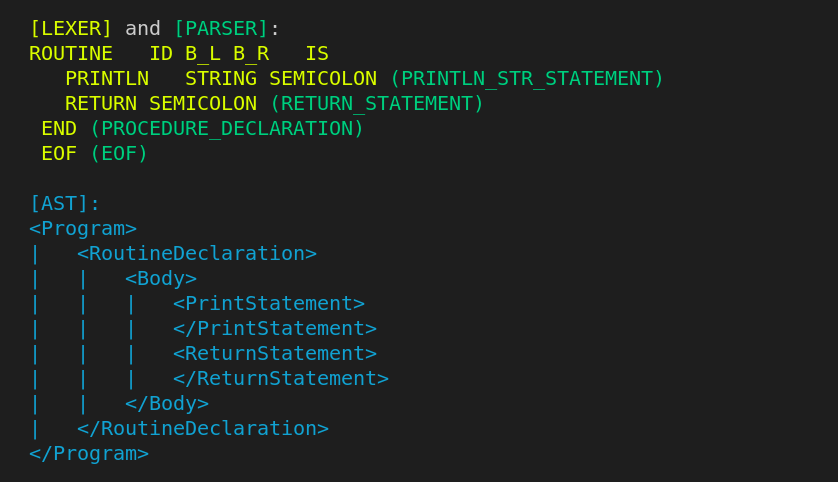 [LEXER] and [PARSER]:
ROUTINE   ID B_L B_R   IS
   PRINTLN   STRING SEMICOLON (PRINTLN_STR_STATEMENT)
   RETURN SEMICOLON (RETURN_STATEMENT)
 END (PROCEDURE_DECLARATION)
 EOF (EOF)

[AST]:
<Program>
|   <RoutineDeclaration>
|   |   <Body>
|   |   |   <PrintStatement>
|   |   |   </PrintStatement>
|   |   |   <ReturnStatement>
|   |   |   </ReturnStatement>
|   |   </Body>
|   </RoutineDeclaration>
</Program>